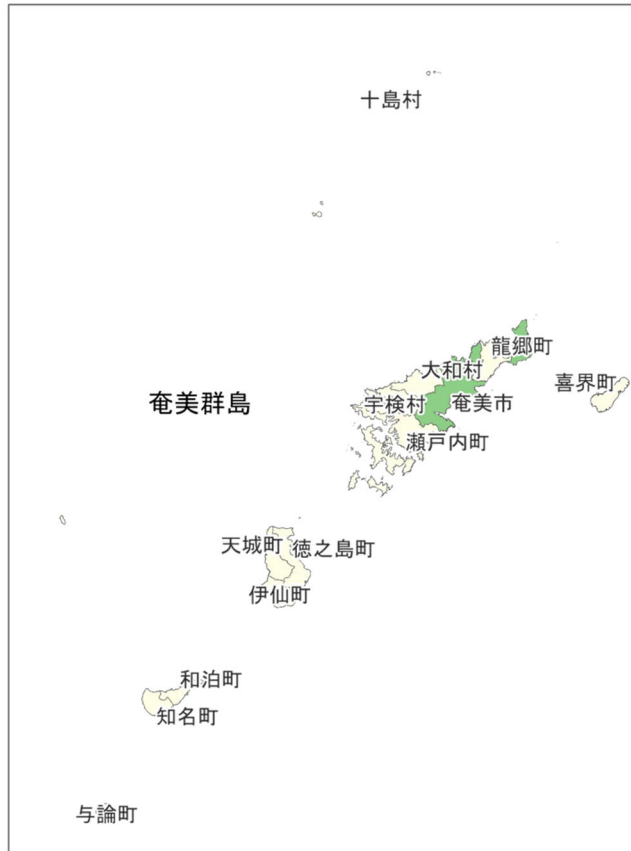 十島村
龍郷町
大和村
喜界町
奄美群島
宇検村
奄美市
瀬戸内町
天城町
徳之島町
伊仙町
和泊町
知名町
与論町